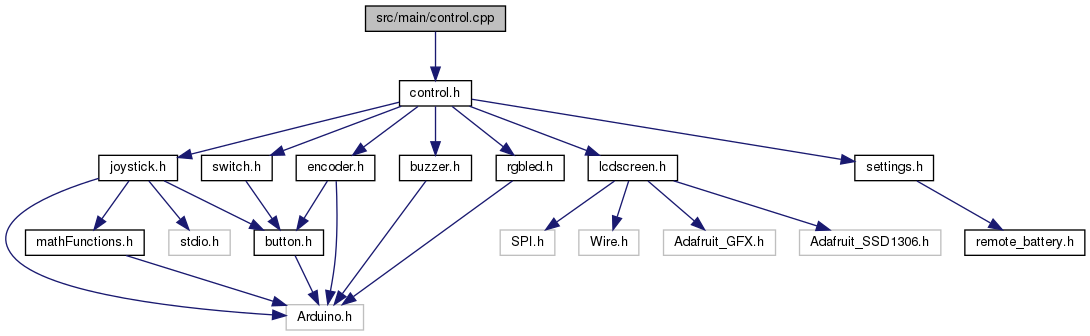 src/main/control.cpp
control.h
joystick.h
switch.h
encoder.h
buzzer.h
rgbled.h
lcdscreen.h
settings.h
mathFunctions.h
stdio.h
button.h
SPI.h
Wire.h
Adafruit_GFX.h
Adafruit_SSD1306.h
remote_battery.h
Arduino.h